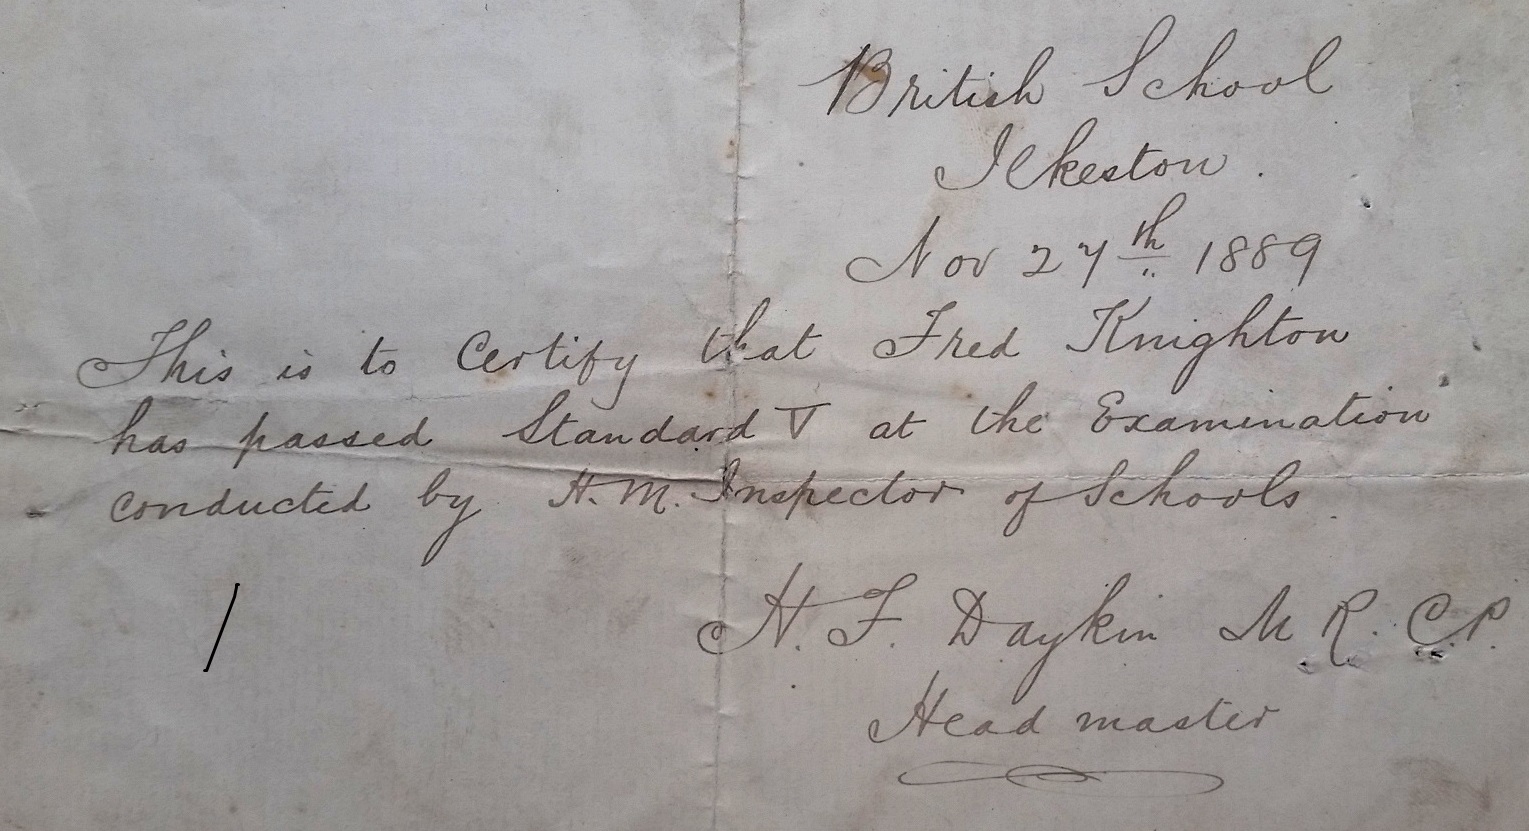 British School
Ilkeston.
Nov 27th 1889
This is to Certify that Fred Knighton
has passed Standard V at the Examination
conducted by H.M. Inspector of Schools
H. F. Daykin M.R.C.P.
Head master